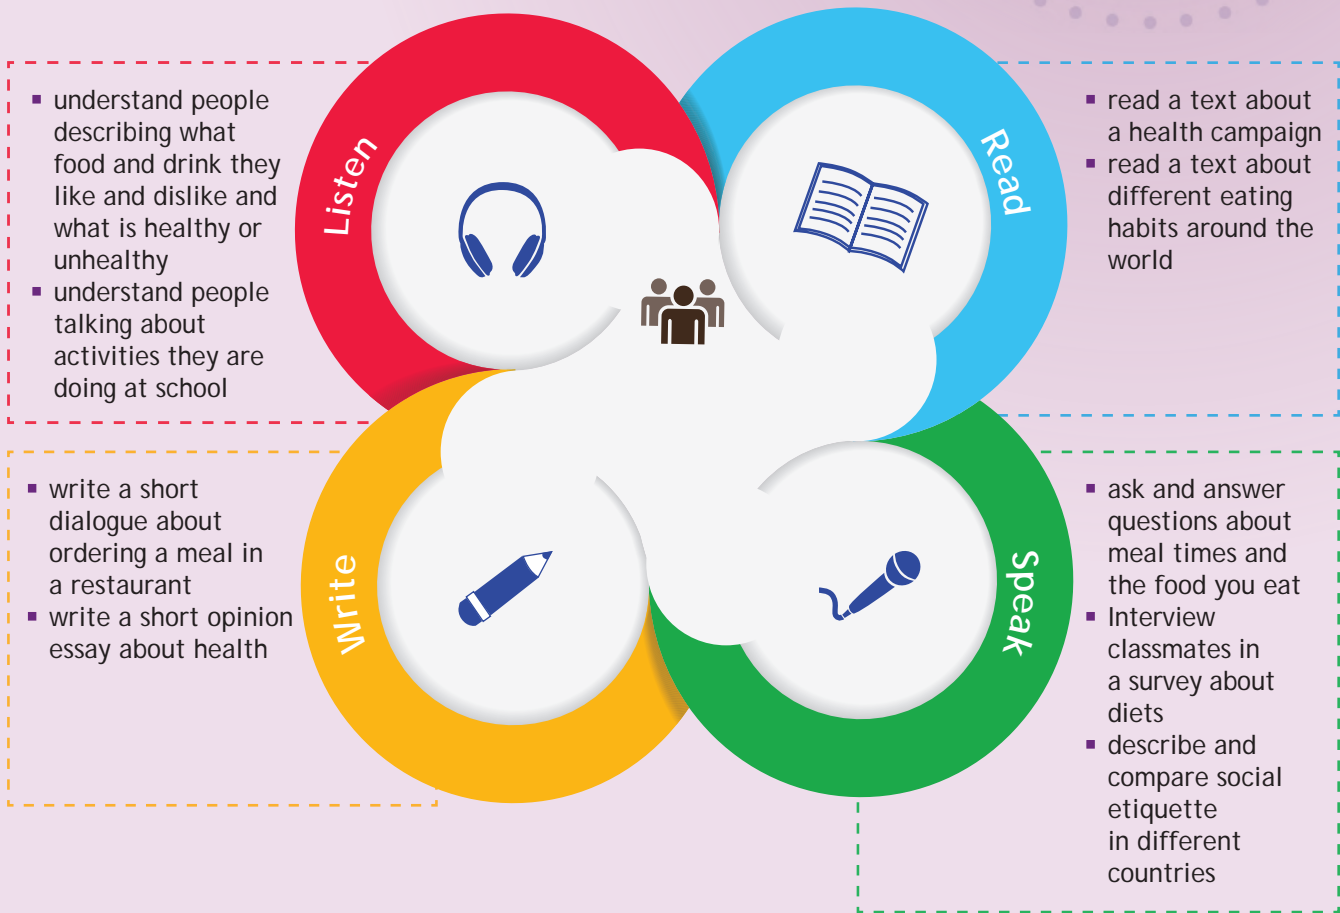 Listen
▪ understand people
describing what
food and drink they
like and dislike and
what is healthy or
unhealthy
▪ understand people
talking about
activities they are
doing at school
Read
▪ read a text about
a health campaign
▪ read a text about
different eating
habits around the
world
Write
▪ write a short
dialogue about
ordering a meal in
a restaurant
▪ write a short opinion
essay about health
Speak
▪ ask and answer
questions about
meal times and
the food you eat
▪ Interview
classmates in
a survey about
diets
▪ describe and
compare social
etiquette
in different
countries